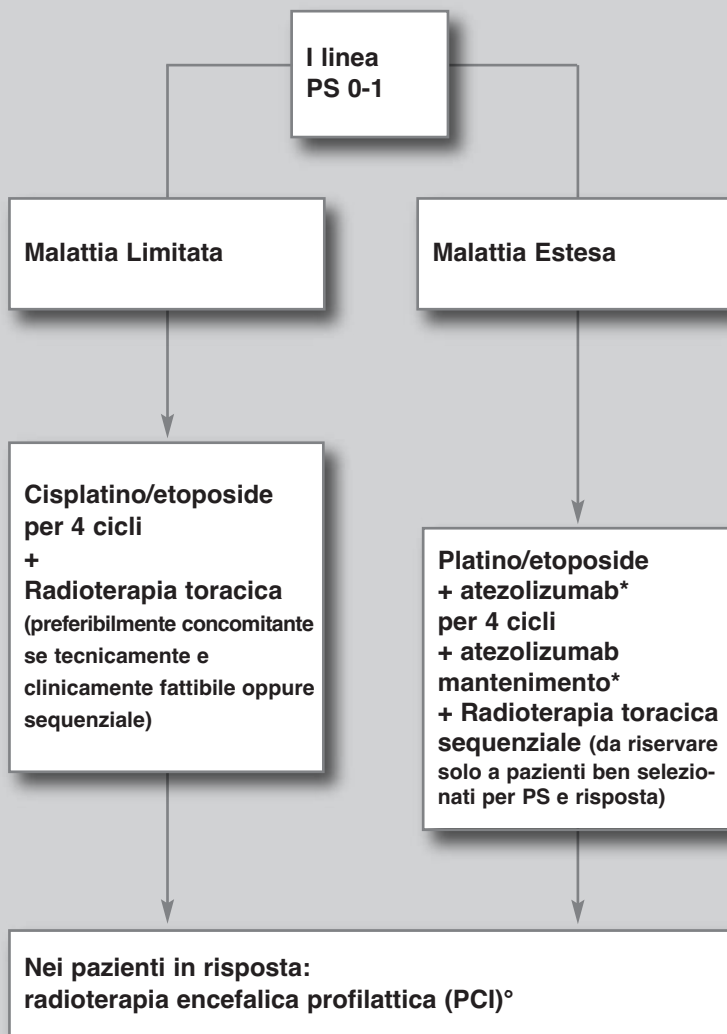 I linea
PS 0-1
Malattia Limitata
Malattia Estesa
Cisplatino/etoposide
per 4 cicli
+
Radioterapia toracica
(preferibilmente concomitante
se tecnicamente e
clinicamente fattibile oppure
sequenziale)
Platino/etoposide
+ atezolizumab*
per 4 cicli
+ atezolizumab
mantenimento*
+ Radioterapia toracica
sequenziale (da riservare
solo a pazienti ben selezio-
nati per PS e risposta)
Nei pazienti in risposta:
radioterapia encefalica profilattica (PCI)°